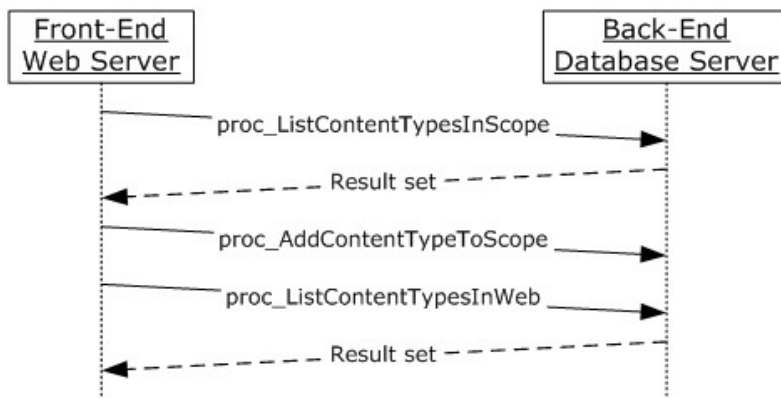 Front-End
Web Server
Back-End
Database Server
proc_ListContentTypesInScope
Result set
proc_AddContentTypeToScope
proc_ListContentTypesInWeb
Result set